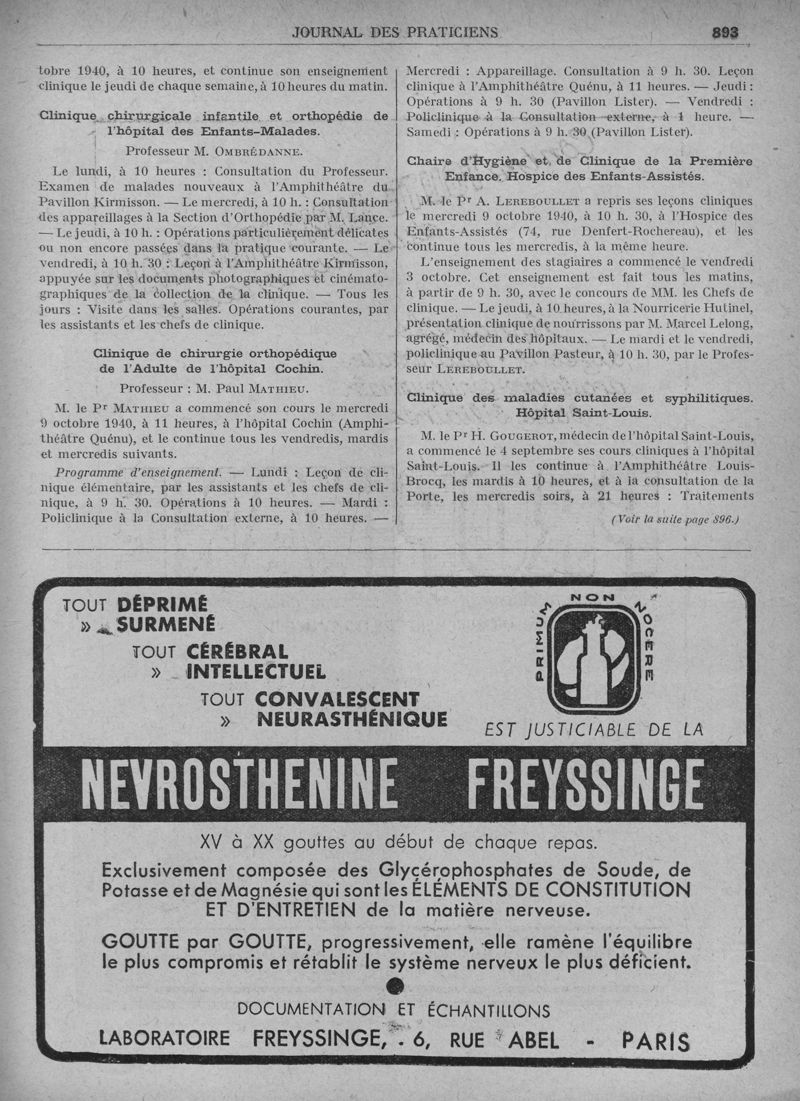 JOURNAL DES PRATICIENS 893
tobre 1940, à 10 heures, et continue son enseignement
clinique le jeudi de chaque semaine, à 10 heures du matin.
Clinique chirurgicale infantile et orthopédie de
l'hôpital des Enfants-Malades.
Professeur M. OMBRÉDANNE.
Le lundi, à 10 heures : Consultation du Professeur.
Examen de malades nouveaux à l'Amphithéâtre du
Pavillon Kirmisson. — Le mercredi, à 10 h. : Consultation
des appareillages à la Section d'Orthopédie par M. Lance.
— Le jeudi, à 10 h. : Opérations particulièrement délicates
ou non encore passées dans la pratique courante. — Le
vendredi, à 10 h. 30 : Leçon à l'Amphithéâtre Kirmisson,
appuyée sur les documents photographiques et cinémato-
graphiques de la collection de la clinique. — Tous les
jours : Visite dans les salles. Opérations courantes, par
les assistants et les chefs de clinique.
Clinique de chirurgie orthopédique
de l'Adulte de l'hôpital Cochin.
Professeur : M. Paul MATHIEU.
M. le Pr MATHIEU a commencé son cours le mercredi
9 octobre 1940, à 11 heures, à l'hôpital Cochin (Amphi-
théâtre Quénu), et le continue tous les vendredis, mardis
et mercredis suivants.
Programme d'enseignement. — Lundi : Leçon de cli-
nique élémentaire, par les assistants et les chefs de cli-
nique, à 9 h. 30. Opérations à 10 heures. — Mardi :
Policlinique à la Consultation externe, à 10 heures. —
Mercredi : Appareillage. Consultation à 9 h. 30. Leçon
clinique à l'Amphithéâtre Quénu, à 11 heures. — Jeudi :
Opérations à 9 h. 30 (Pavillon Lister). — Vendredi :
Policlinique à la Consultation externe, à 1 heure. —
Samedi : Opérations à 9 h. 30 (Pavillon Lister).
Chaire d'Hygiène et de Clinique de la Première
Enfance. Hospice des Enfants-Assistés.
M. le Pr A. LEREBOULLET a repris ses leçons cliniques
le mercredi 9 octobre 1940, à 10 h. 30, à l'Hospice des
Enfants-Assistés (74, rue Denfert-Rochereau), et les
continue tous les mercredis, à la même heure.
L'enseignement des stagiaires a commencé le vendredi
3 octobre. Cet enseignement est fait tous les matins,
à partir de 9 h. 30, avec le concours de MM. les Chefs de
clinique. — Le jeudi, à 10 heures, à la Nourricerie Hutinel,
présentation clinique de nourrissons par M. Marcel Lelong,
agrégé, médecin des hôpitaux. — Le mardi et le vendredi,
policlinique au Pavillon Pasteur, à 10 h. 30, par le Profes-
seur LEREBOULLET.
Clinique des maladies cutanées et syphilitiques.
Hôpital Saint-Louis.
M. le Pr H. GOUGEROT, médecin de l'hôpital Saint-Louis,
a commencé le 4 septembre ses cours cliniques à l'hôpital
Saint-Louis. Il les continue à l'Amphithéâtre Louis-
Brocq, les mardis à 10 heures, et à la consultation de la
Porte, les mercredis soirs, à 21 heures : Traitements
(Voir la suite page 896.)
TOUT DÉPRIMÉ
» SURMENÉ
TOUT CÉRÉBRAL
» INTELLECTUEL
TOUT CONVALESCENT
» NEURASTHÉNIQUE
PRIMUM NON NOCERE
EST JUSTICIABLE DE LA
NEVROSTHENINE FREYSSINGE
XV à XX gouttes au début de chaque repas.
Exclusivement composée des Glycérophosphates de Soude, de
Potasse et de Magnésie qui sont les ÉLÉMENTS DE CONSTITUTION
ET D'ENTRETIEN de la matière nerveuse.
GOUTTE par GOUTTE, progressivement, elle ramène l'équilibre
le plus compromis et rétablit le système nerveux le plus déficient.
DOCUMENTATION ET ÉCHANTILLONS
LABORATOIRE FREYSSINGE, . 6, RUE ABEL - PARIS